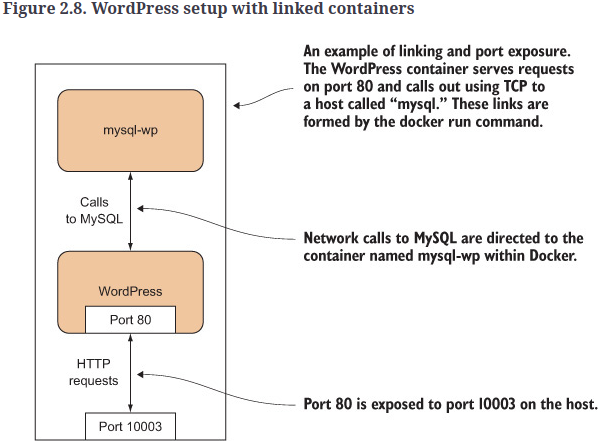 Figure 2.8. WordPress setup with linked containers
An example of linking and port exposure.
The WordPress container serves requests
on port 80 and calls out using TCP to
a host called “mysql.” These links are
formed by the docker run command.
mysql-wp
Calls
to MySQL
Network calls to MySQL are directed to the
container named mysql-wp within Docker.
WordPress
Port 80
HTTP
requests
Port 80 is exposed to port 10003 on the host.
Port 10003